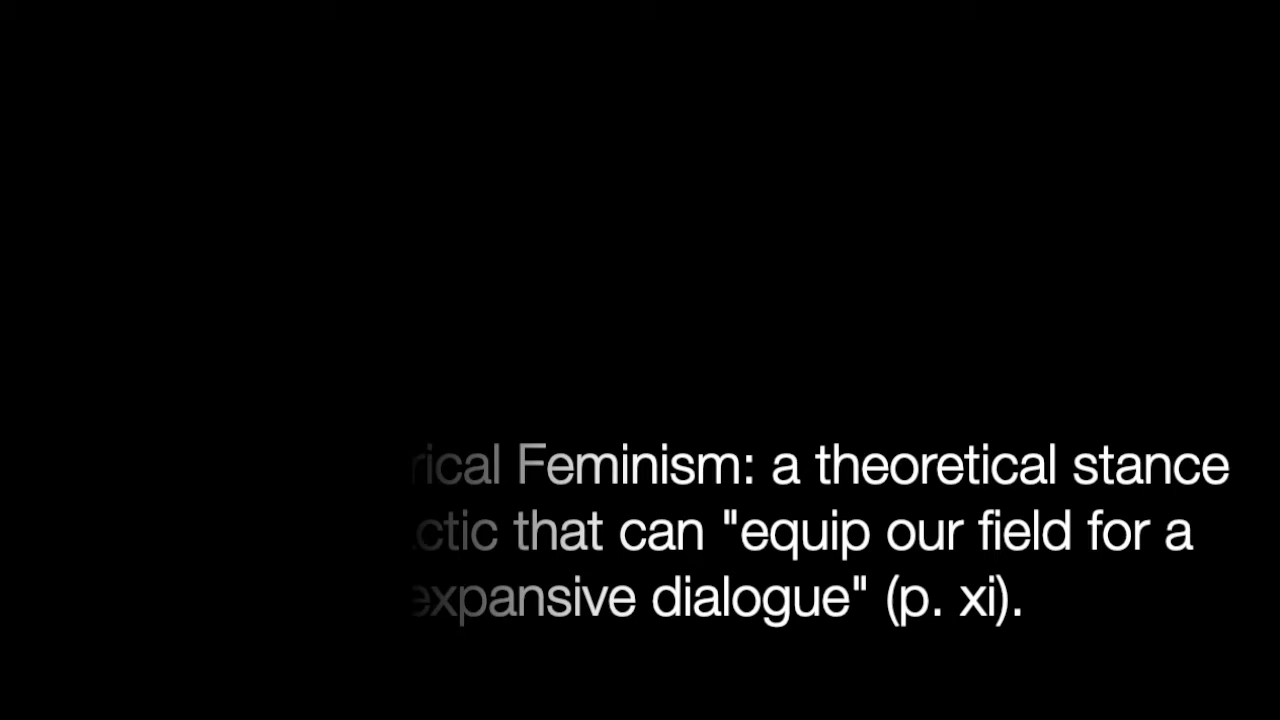 rical Feminism: a theoretical stance
ctic that can "equip our field for a
expansive dialogue" (p. xi).